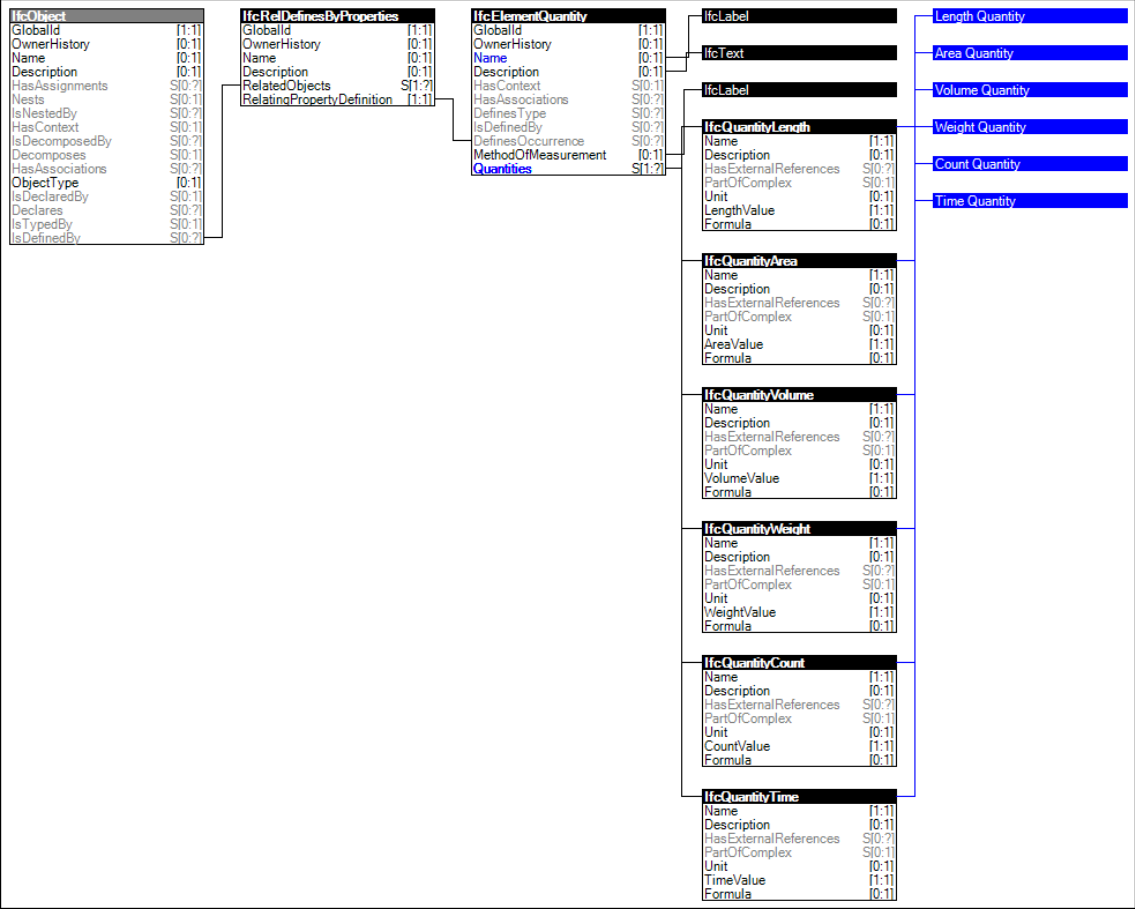 IfcObject
GlobalId [1:1]
OwnerHistory [0:1]
Name [0:1]
Description [0:1]
HasAssignments S[0:?]
Nests S[0:1]
IsNestedBy S[0:?]
HasContext S[0:1]
IsDecomposedBy S[0:?]
Decomposes S[0:1]
HasAssociations S[0:?]
ObjectType [0:1]
IsDeclaredBy S[0:1]
Declares S[0:?]
IsTypedBy S[0:1]
IsDefinedBy S[0:?]
IfcRelDefinesByProperties
GlobalId [1:1]
OwnerHistory [0:1]
Name [0:1]
Description [0:1]
RelatedObjects S[1:?]
RelatingPropertyDefinition [1:1]
IfcElementQuantity
GlobalId [1:1]
OwnerHistory [0:1]
Name [0:1]
Description [0:1]
HasContext S[0:1]
HasAssociations S[0:?]
DefinesType S[0:?]
IsDefinedBy S[0:?]
DefinesOccurrence S[0:?]
MethodOfMeasurement [0:1]
Quantities S[1:?]
IfcLabel
IfcText
IfcLabel
IfcQuantityLength
Name [1:1]
Description [0:1]
HasExternalReferences S[0:?]
PartOfComplex S[0:1]
Unit [0:1]
LengthValue [1:1]
Formula [0:1]
IfcQuantityArea
Name [1:1]
Description [0:1]
HasExternalReferences S[0:?]
PartOfComplex S[0:1]
Unit [0:1]
AreaValue [1:1]
Formula [0:1]
IfcQuantityVolume
Name [1:1]
Description [0:1]
HasExternalReferences S[0:?]
PartOfComplex S[0:1]
Unit [0:1]
VolumeValue [1:1]
Formula [0:1]
IfcQuantityWeight
Name [1:1]
Description [0:1]
HasExternalReferences S[0:?]
PartOfComplex S[0:1]
Unit [0:1]
WeightValue [1:1]
Formula [0:1]
IfcQuantityCount
Name [1:1]
Description [0:1]
HasExternalReferences S[0:?]
PartOfComplex S[0:1]
Unit [0:1]
CountValue [1:1]
Formula [0:1]
IfcQuantityTime
Name [1:1]
Description [0:1]
HasExternalReferences S[0:?]
PartOfComplex S[0:1]
Unit [0:1]
TimeValue [1:1]
Formula [0:1]
Length Quantity
Area Quantity
Volume Quantity
Weight Quantity
Count Quantity
Time Quantity